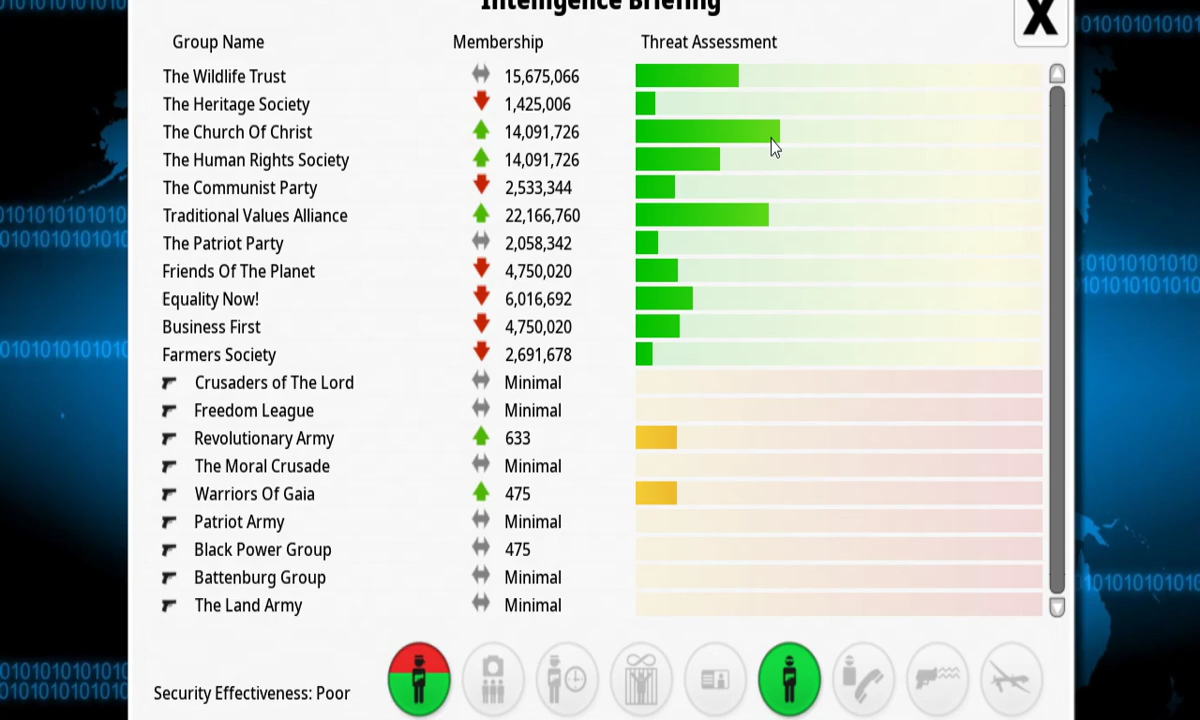 Intelligence Briefing
X
Group Name Membership Threat Assessment
The Wildlife Trust 15,675,066
The Heritage Society 1,425,006
The Church Of Christ 14,091,726
The Human Rights Society 14,091,726
The Communist Party 2,533,344
Traditional Values Alliance 22,166,760
The Patriot Party 2,058,342
Friends Of The Planet 4,750,020
Equality Now! 6,016,692
Business First 4,750,020
Farmers Society 2,691,678
Crusaders of The Lord Minimal
Freedom League Minimal
Revolutionary Army 633
The Moral Crusade Minimal
Warriors Of Gaia 475
Patriot Army Minimal
Black Power Group 475
Battenburg Group Minimal
The Land Army Minimal
Security Effectiveness: Poor